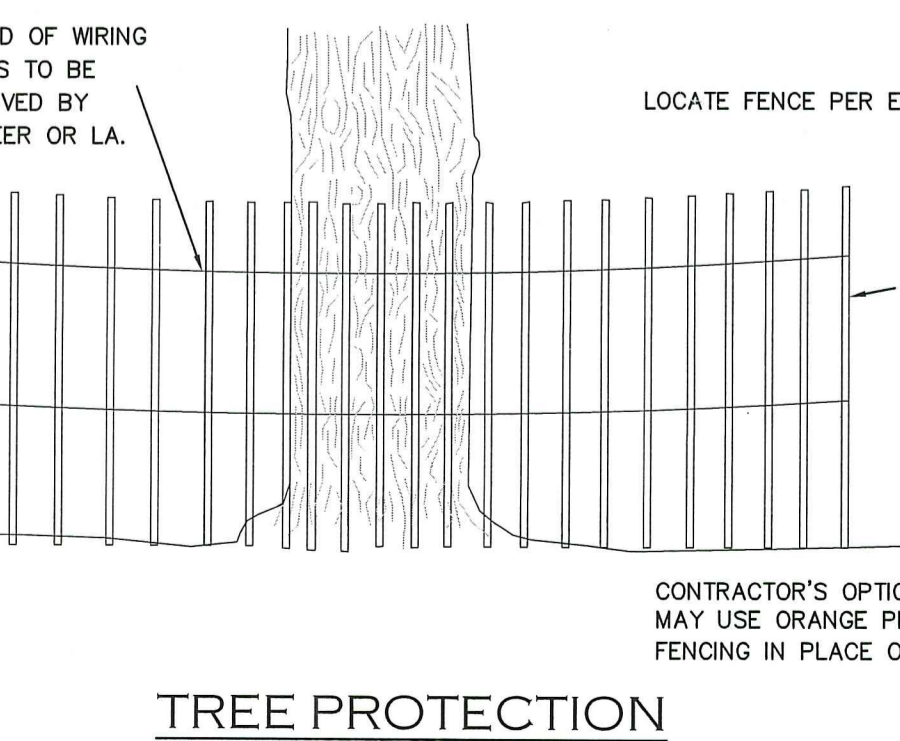 D OF WIRING
S TO BE
VED BY
EER OR LA.
LOCATE FENCE PER E
CONTRACTOR'S OPTIO
MAY USE ORANGE PL
FENCING IN PLACE O
TREE PROTECTION